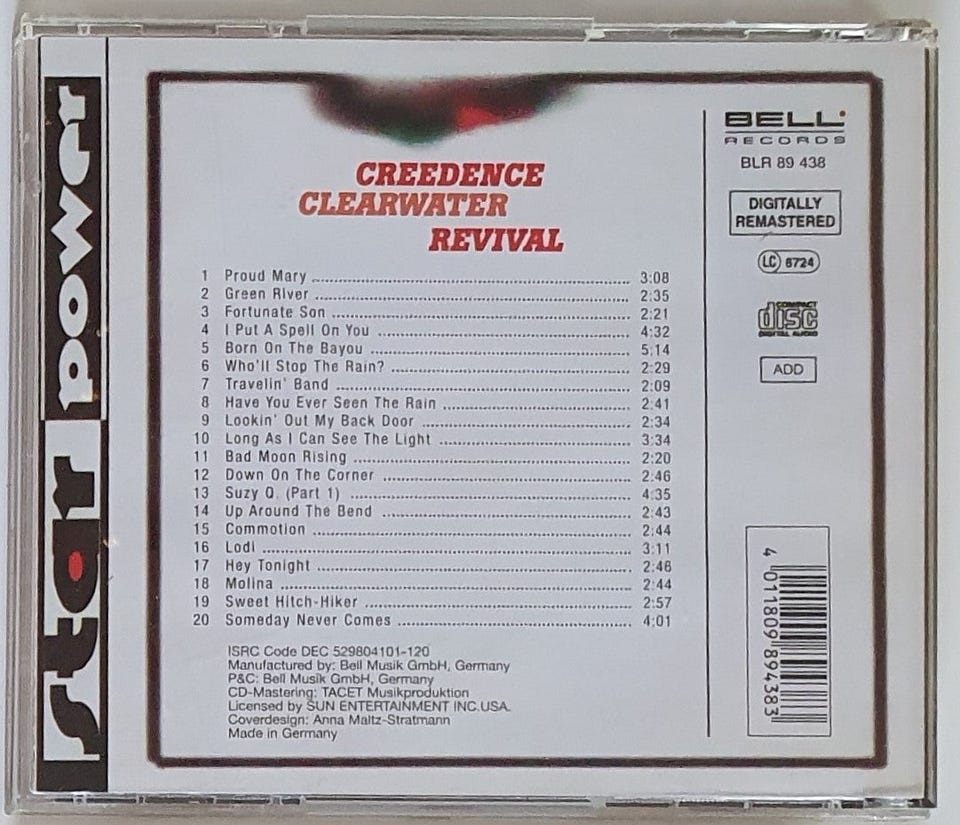 star power
CREEDENCE
CLEARWATER
REVIVAL
1 Proud Mary 3:08
2 Green River 2:35
3 Fortunate Son 2:21
4 I Put A Spell On You 4:32
5 Born On The Bayou 5:14
6 Who'll Stop The Rain? 2:29
7 Travelin' Band 2:09
8 Have You Ever Seen The Rain 2:41
9 Lookin' Out My Back Door 2:34
10 Long As I Can See The Light 3:34
11 Bad Moon Rising 2:20
12 Down On The Corner 2:46
13 Suzy Q. (Part 1) 4:35
14 Up Around The Bend 2:43
15 Commotion 2:44
16 Lodi 3:11
17 Hey Tonight 2:46
18 Molina 2:44
19 Sweet Hitch-Hiker 2:57
20 Someday Never Comes 4:01
ISRC Code DEC 529804101-120
Manufactured by: Bell Musik GmbH, Germany
P&C: Bell Musik GmbH, Germany
CD-Mastering: TACET Musikproduktion
Licensed by SUN ENTERTAINMENT INC.USA.
Coverdesign: Anna Maltz-Stratmann
Made in Germany
BELL
RECORDS
BLR 89 438
DIGITALLY
REMASTERED
LC 6724
COMPACT
disc
DIGITAL AUDIO
ADD
4 011809 894383